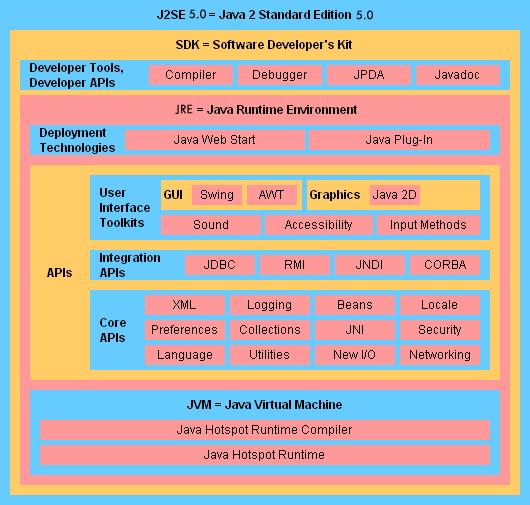 J2SE 5.0 = Java 2 Standard Edition 5.0
SDK = Software Developer's Kit
Developer Tools,
Developer APIs
Compiler Debugger JPDA Javadoc
JRE = Java Runtime Environment
Deployment
Technologies
Java Web Start Java Plug-In
APIs
User
Interface
Toolkits
GUI Swing AWT Graphics Java 2D
Sound Accessibility Input Methods
Integration
APIs
JDBC RMI JNDI CORBA
Core
APIs
XML Logging Beans Locale
Preferences Collections JNI Security
Language Utilities New I/O Networking
JVM = Java Virtual Machine
Java Hotspot Runtime Compiler
Java Hotspot Runtime